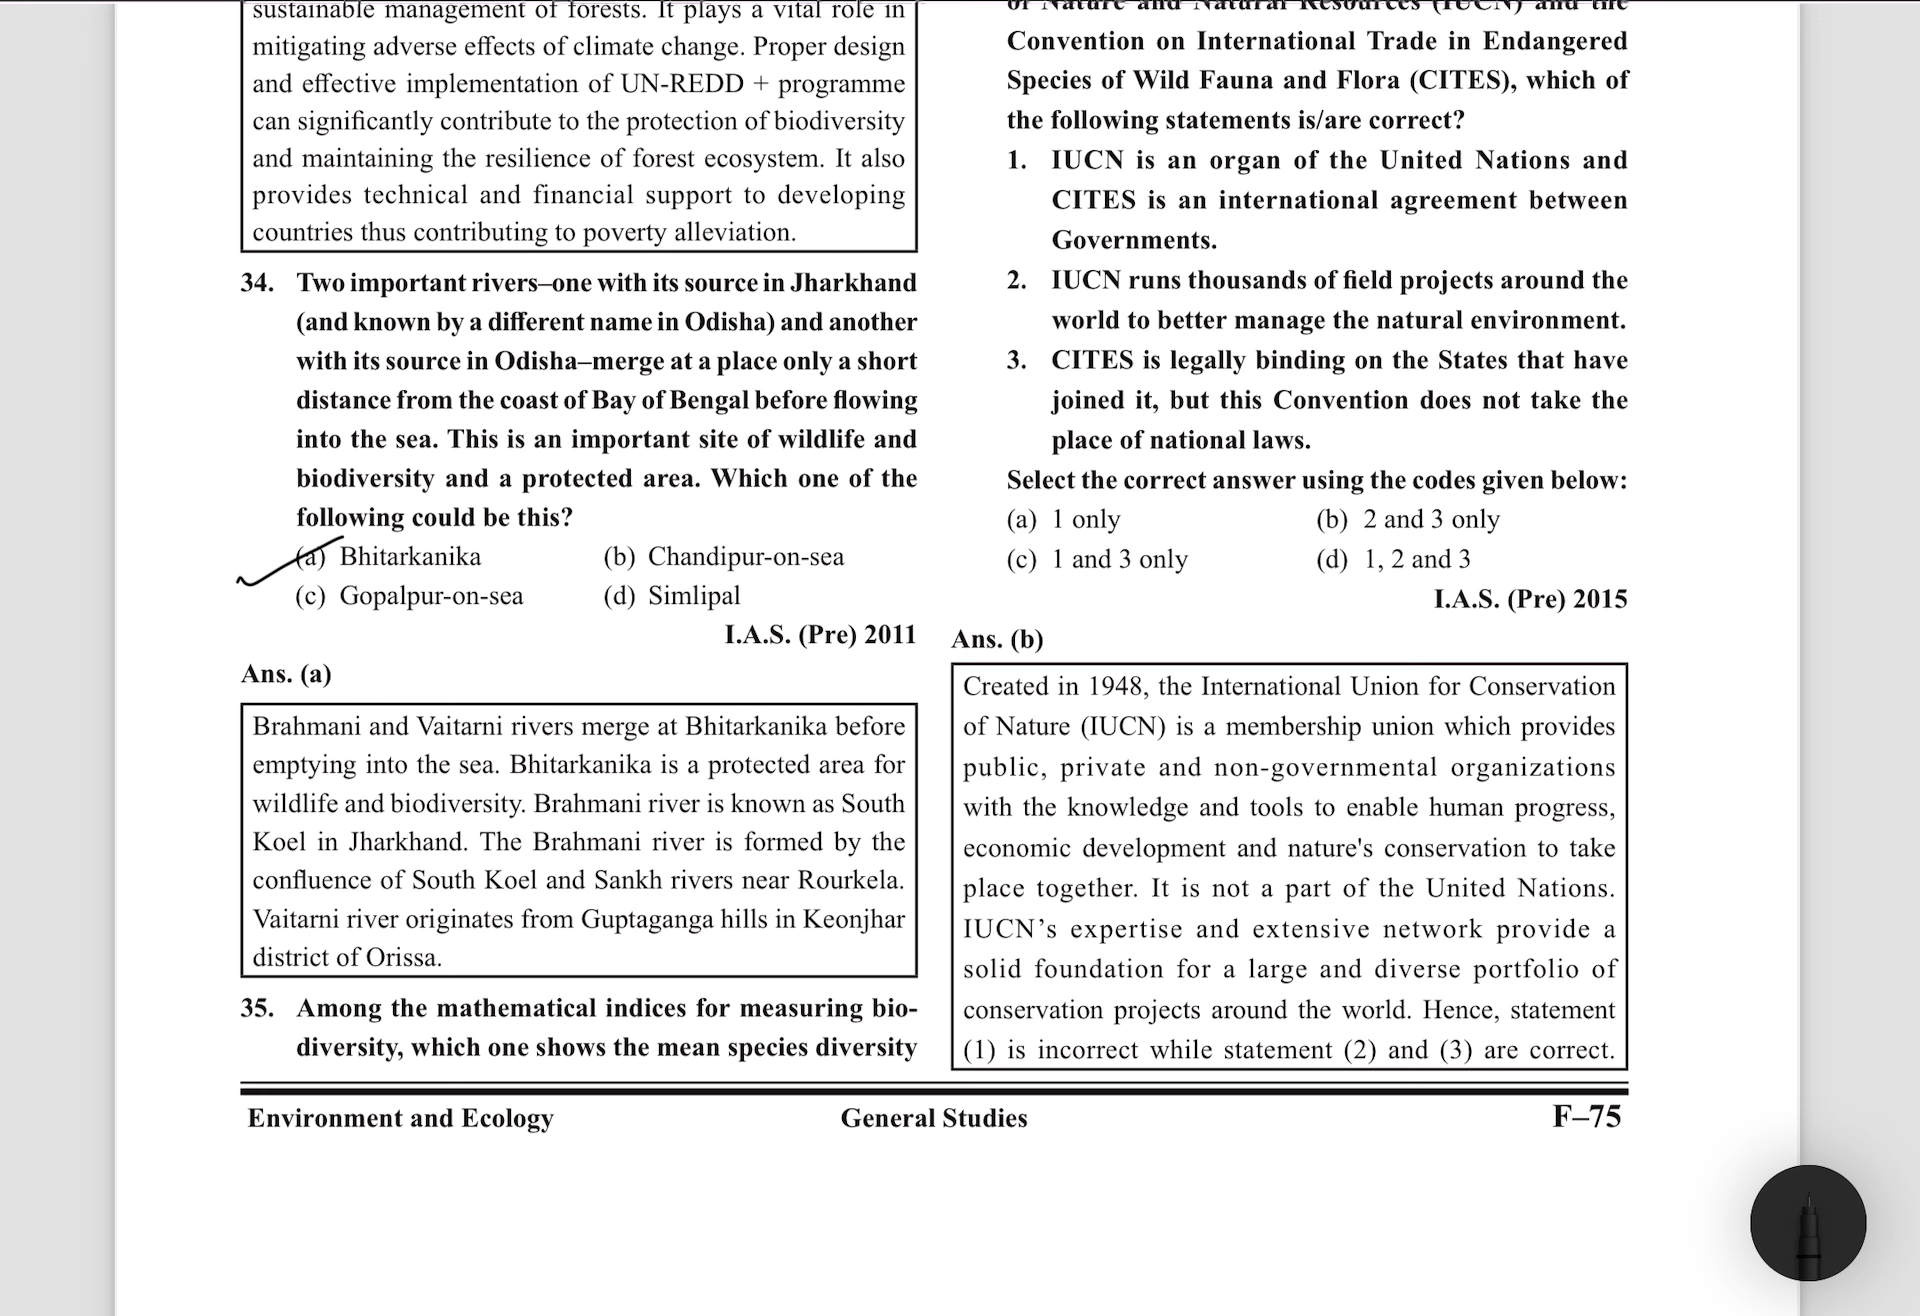 sustainable management of forests. It plays a vital role in
mitigating adverse effects of climate change. Proper design
and effective implementation of UN-REDD + programme
can significantly contribute to the protection of biodiversity
and maintaining the resilience of forest ecosystem. It also
provides technical and financial support to developing
countries thus contributing to poverty alleviation.
34. Two important rivers–one with its source in Jharkhand
(and known by a different name in Odisha) and another
with its source in Odisha–merge at a place only a short
distance from the coast of Bay of Bengal before flowing
into the sea. This is an important site of wildlife and
biodiversity and a protected area. Which one of the
following could be this?
(a) Bhitarkanika (b) Chandipur-on-sea
(c) Gopalpur-on-sea (d) Simlipal
I.A.S. (Pre) 2011
Ans. (a)
Brahmani and Vaitarni rivers merge at Bhitarkanika before
emptying into the sea. Bhitarkanika is a protected area for
wildlife and biodiversity. Brahmani river is known as South
Koel in Jharkhand. The Brahmani river is formed by the
confluence of South Koel and Sankh rivers near Rourkela.
Vaitarni river originates from Guptaganga hills in Keonjhar
district of Orissa.
35. Among the mathematical indices for measuring bio-
diversity, which one shows the mean species diversity
of Nature and Natural Resources (IUCN) and the
Convention on International Trade in Endangered
Species of Wild Fauna and Flora (CITES), which of
the following statements is/are correct?
1. IUCN is an organ of the United Nations and
CITES is an international agreement between
Governments.
2. IUCN runs thousands of field projects around the
world to better manage the natural environment.
3. CITES is legally binding on the States that have
joined it, but this Convention does not take the
place of national laws.
Select the correct answer using the codes given below:
(a) 1 only (b) 2 and 3 only
(c) 1 and 3 only (d) 1, 2 and 3
I.A.S. (Pre) 2015
Ans. (b)
Created in 1948, the International Union for Conservation
of Nature (IUCN) is a membership union which provides
public, private and non-governmental organizations
with the knowledge and tools to enable human progress,
economic development and nature's conservation to take
place together. It is not a part of the United Nations.
IUCN’s expertise and extensive network provide a
solid foundation for a large and diverse portfolio of
conservation projects around the world. Hence, statement
(1) is incorrect while statement (2) and (3) are correct.
Environment and Ecology General Studies F–75